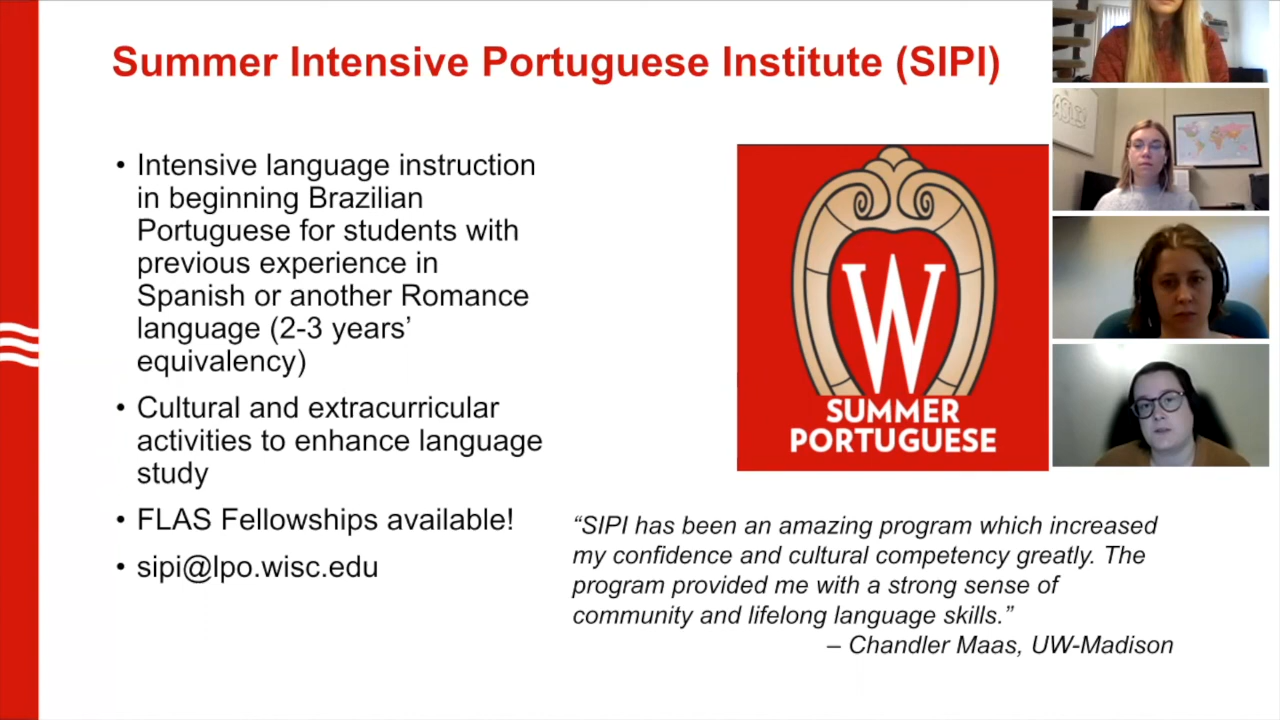 Summer Intensive Portuguese Institute (SIPI)
• Intensive language instruction
in beginning Brazilian
Portuguese for students with
previous experience in
Spanish or another Romance
language (2-3 years’
equivalency)
• Cultural and extracurricular
activities to enhance language
study
• FLAS Fellowships available!
• sipi@lpo.wisc.edu
W
SUMMER
PORTUGUESE
“SIPI has been an amazing program which increased
my confidence and cultural competency greatly. The
program provided me with a strong sense of
community and lifelong language skills.”
– Chandler Maas, UW-Madison